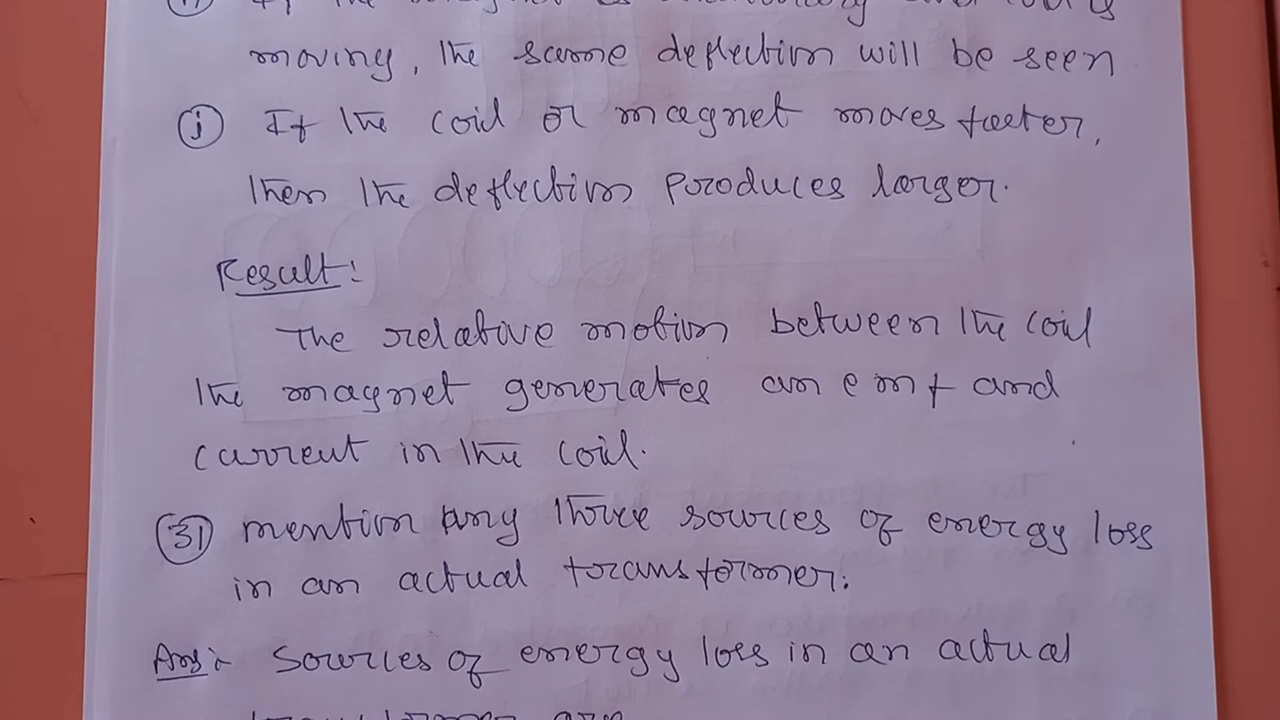 moving, the same deflection will be seen
(j) If the coil or magnet moves faster,
then the deflection produces larger.
Result:
The relative motion between the coil
the magnet generates an emf and
current in the coil.
(31) mention any three sources of energy loss
in an actual transformer.
Ans:- Sources of energy loss in an actual